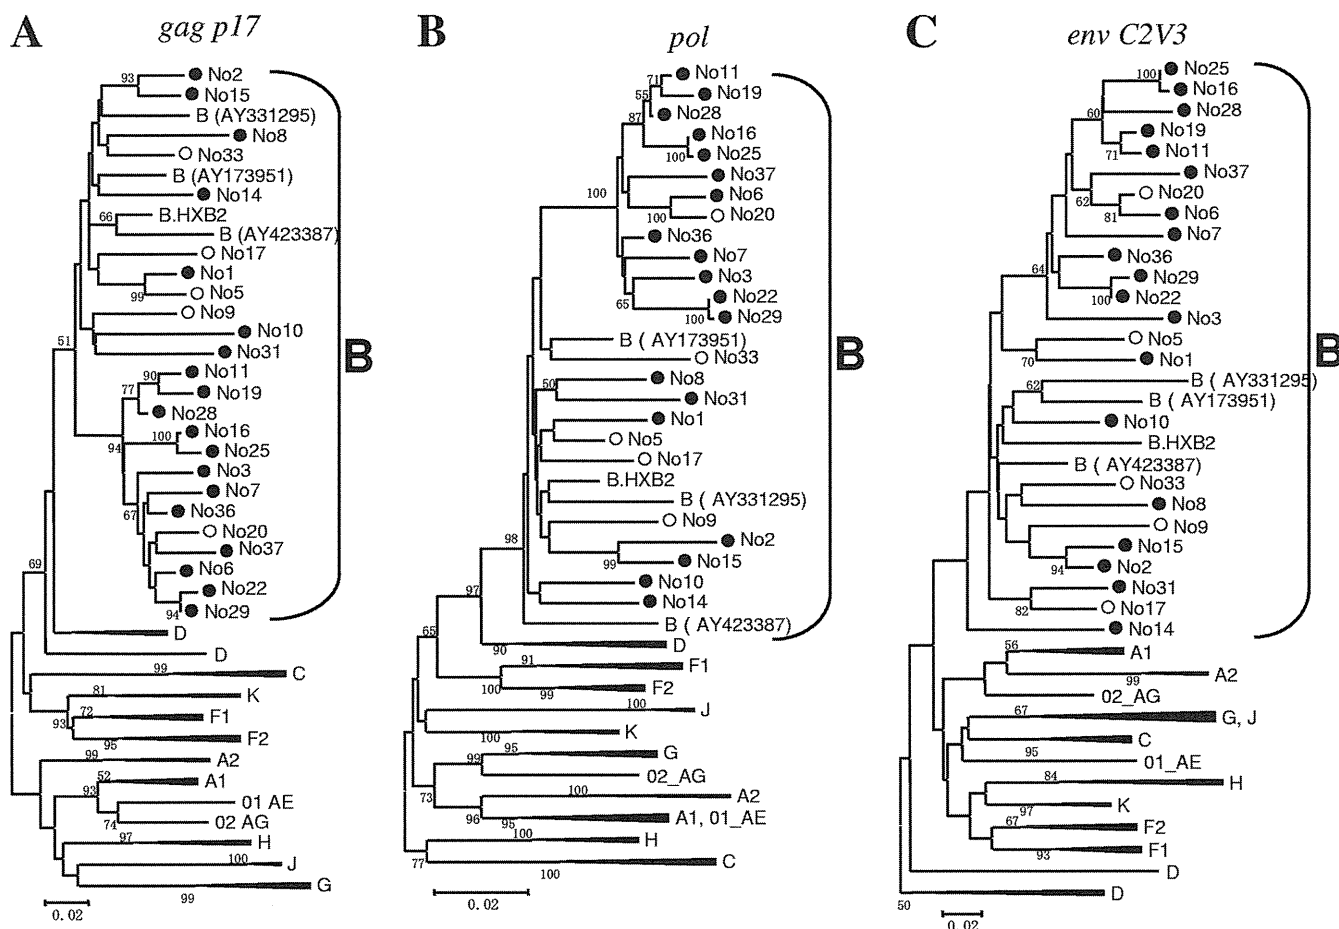 A
gag p17
93
No2
No15
B (AY331295)
No8
No33
B (AY173951)
No14
66
B.HXB2
B (AY423387)
No17
No1
99
No5
No9
No10
51
No31
90
No11
77
No19
No28
100
No16
94
No25
No3
No7
67
No36
No20
No37
69
No6
No22
94
No29
B
D
D
99
C
81
K
72
F1
93
95
F2
99
A2
52
A1
93
01 AE
74
02 AG
97
H
100
J
99
G
0.02
B
pol
71
No11
55
No19
87
No28
No16
100
No25
No37
100
No6
100
No20
No36
No7
No3
65
No22
100
No29
B ( AY173951)
No33
50
No8
No31
No1
No5
No17
B.HXB2
B ( AY331295)
No9
98
No2
99
No15
97
No10
No14
B ( AY423387)
B
65
90
D
91
F1
100
99
F2
100
J
100
K
95
G
99
02_AG
73
100
A2
96
95
A1, 01_AE
100
H
77
100
C
0.02
C
env C2V3
100
No25
No16
60
No28
No19
71
No11
No37
62
No20
81
No6
No7
64
No36
No29
100
No22
No3
No5
70
No1
62
B ( AY331295)
B ( AY173951)
No10
B.HXB2
B ( AY423387)
No33
No8
No9
No15
94
No2
No31
82
No17
No14
B
56
A1
99
A2
02_AG
67
G, J
C
95
01_AE
84
H
97
K
67
F2
93
F1
D
50
D
0.02